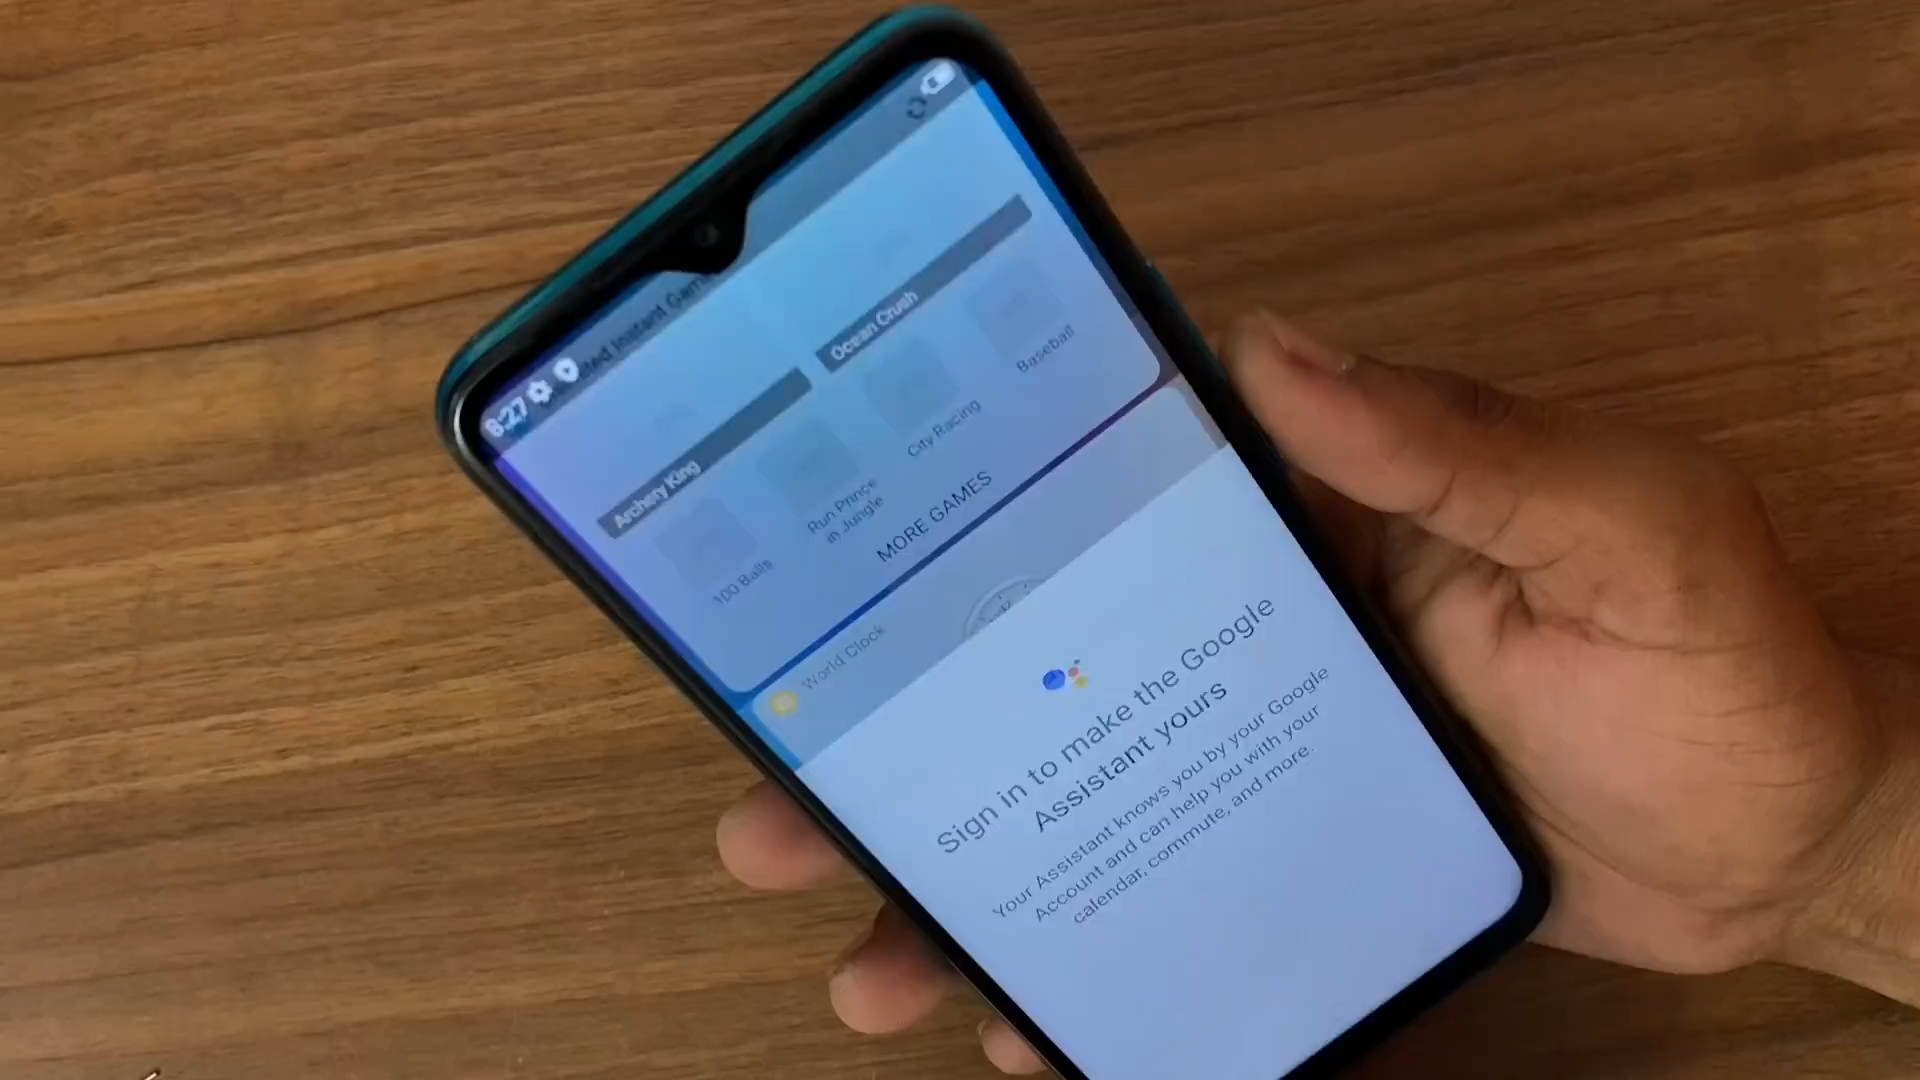 8:27
Instant
Archery King
Ocean Crush
100 Balls
Run Prince
in Jungle
City Racing
Baseball
MORE GAMES
World Clock
Sign in to make the Google
Assistant yours
Your Assistant knows you by your Google
Account and can help you with your
calendar, commute, and more.